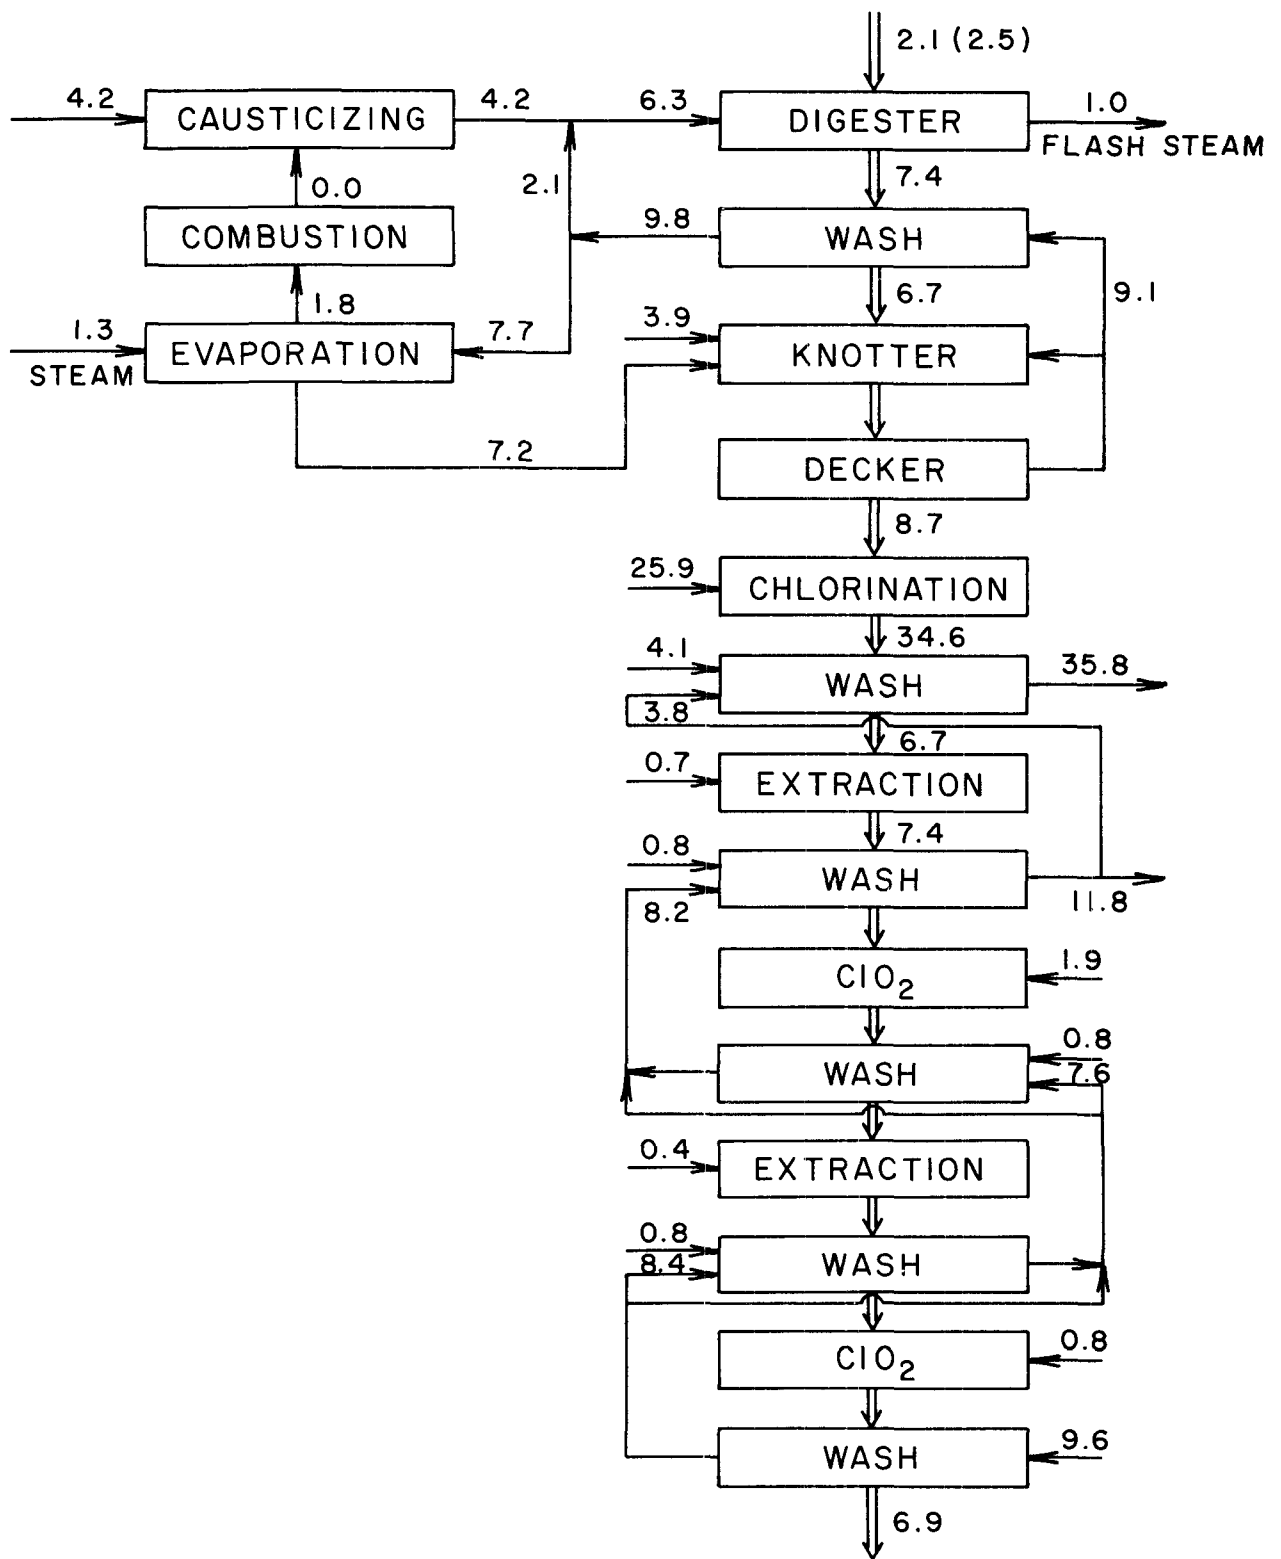 2.1 (2.5)
4.2
CAUSTICIZING
4.2
6.3
DIGESTER
1.0
FLASH STEAM
0.0
2.1
7.4
COMBUSTION
9.8
WASH
9.1
1.8
6.7
1.3
STEAM
EVAPORATION
7.7
3.9
KNOTTER
7.2
DECKER
8.7
25.9
CHLORINATION
34.6
4.1
WASH
35.8
3.8
6.7
0.7
EXTRACTION
7.4
0.8
WASH
8.2
11.8
ClO2
1.9
0.8
WASH
7.6
0.4
EXTRACTION
0.8
WASH
8.4
ClO2
0.8
WASH
9.6
6.9